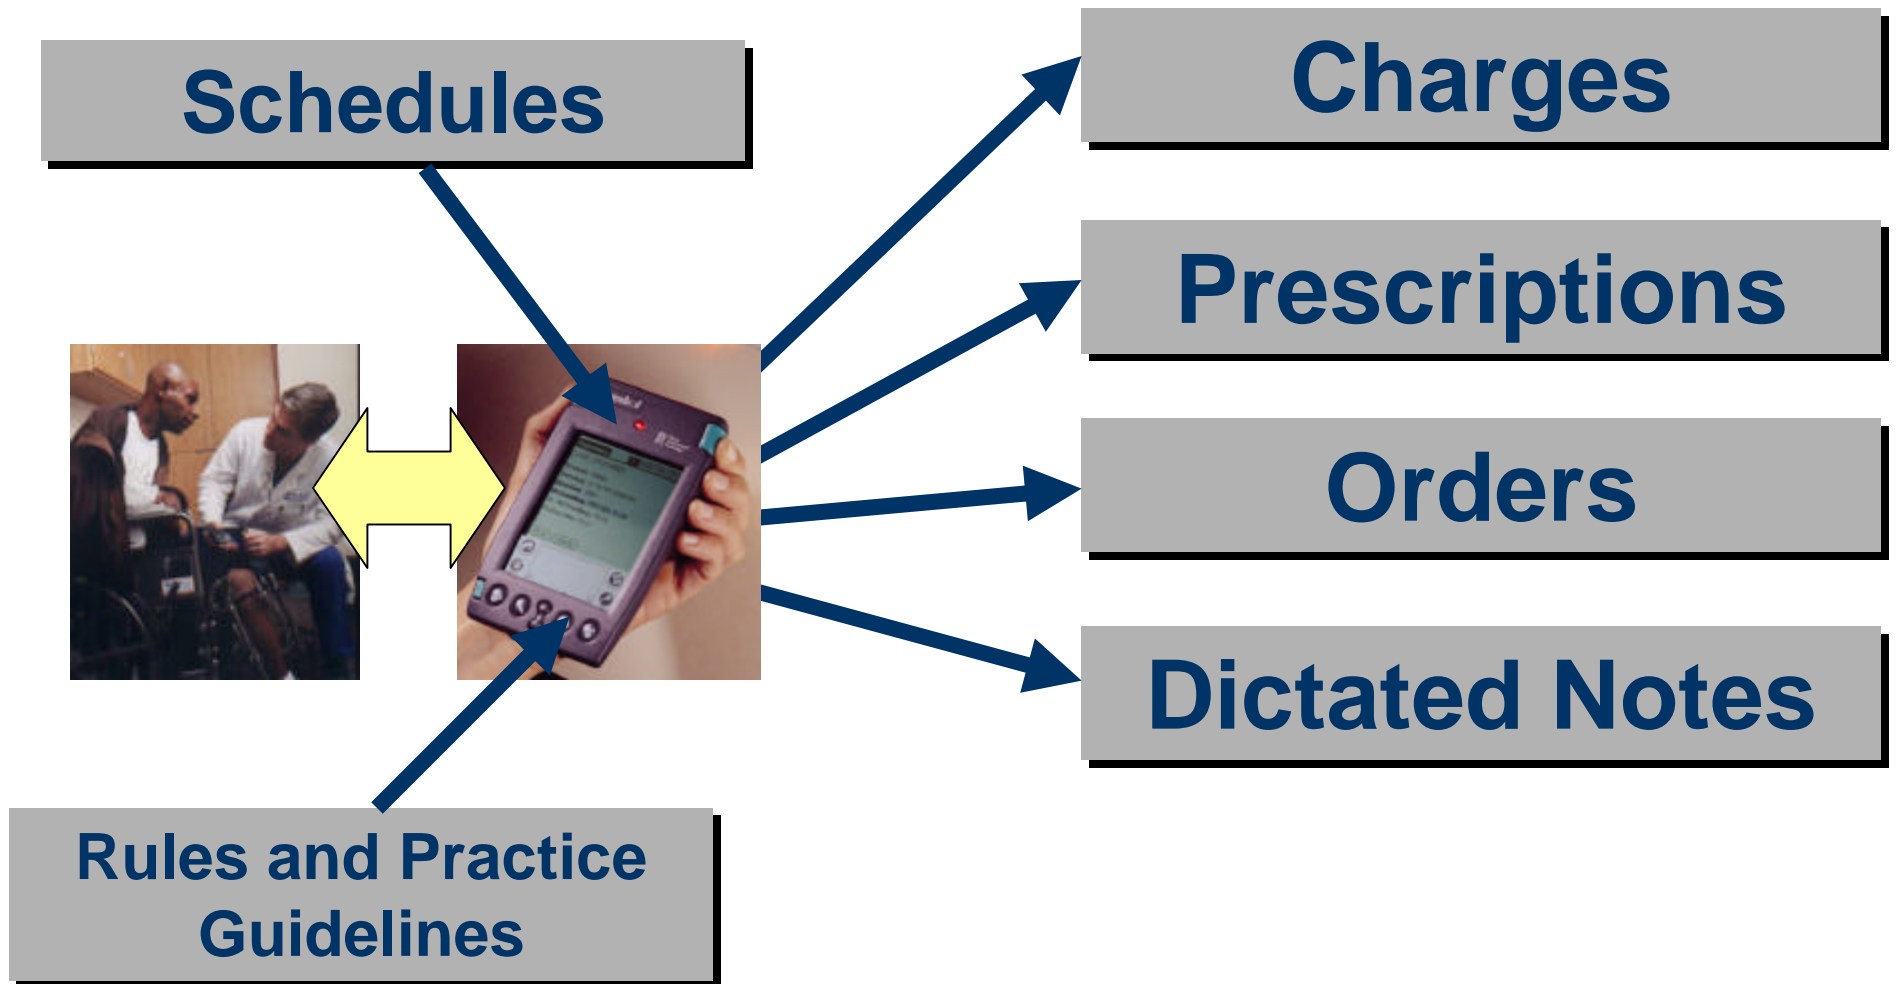 Schedules
Charges
Prescriptions
Orders
Dictated Notes
Rules and Practice
Guidelines